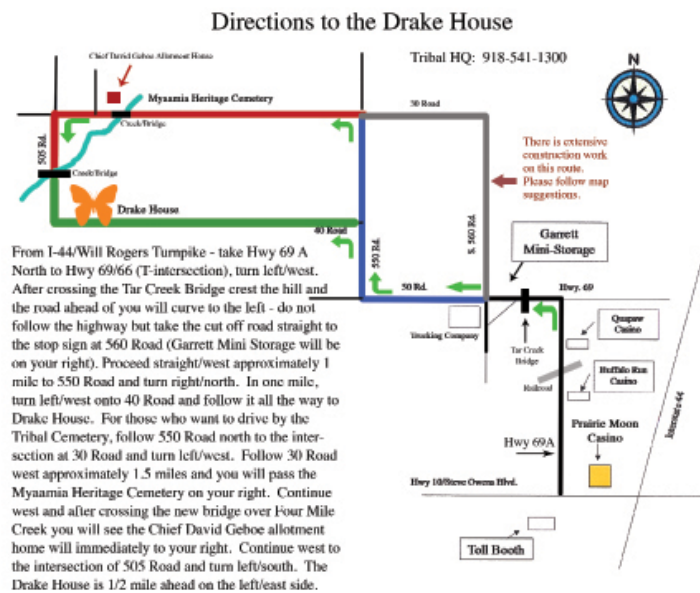 Directions to the Drake House
Chief David Geboe Allotment House
Tribal HQ: 918-541-1300
N
Myaamia Heritage Cemetery
30 Road
Creek/Bridge
505 Rd.
There is extensive
construction work
on this route.
Please follow map
suggestions.
Creek/Bridge
Drake House
40 Road
550 Rd.
S. 560 Rd.
Garrett
Mini-Storage
50 Rd.
Hwy. 69
Trucking Company
Tar Creek
Bridge
Quapaw
Casino
Railroad
Buffalo Run
Casino
Interstate 44
Prairie Moon
Casino
Hwy 69A
Hwy 10/Steve Owens Blvd.
Toll Booth
From I-44/Will Rogers Turnpike - take Hwy 69 A
North to Hwy 69/66 (T-intersection), turn left/west.
After crossing the Tar Creek Bridge crest the hill and
the road ahead of you will curve to the left - do not
follow the highway but take the cut off road straight to
the stop sign at 560 Road (Garrett Mini Storage will be
on your right). Proceed straight/west approximately 1
mile to 550 Road and turn right/north. In one mile,
turn left/west onto 40 Road and follow it all the way to
Drake House. For those who want to drive by the
Tribal Cemetery, follow 550 Road north to the inter-
section at 30 Road and turn left/west. Follow 30 Road
west approximately 1.5 miles and you will pass the
Myaamia Heritage Cemetery on your right. Continue
west and after crossing the new bridge over Four Mile
Creek you will see the Chief David Geboe allotment
home will immediately to your right. Continue west to
the intersection of 505 Road and turn left/south. The
Drake House is 1/2 mile ahead on the left/east side.